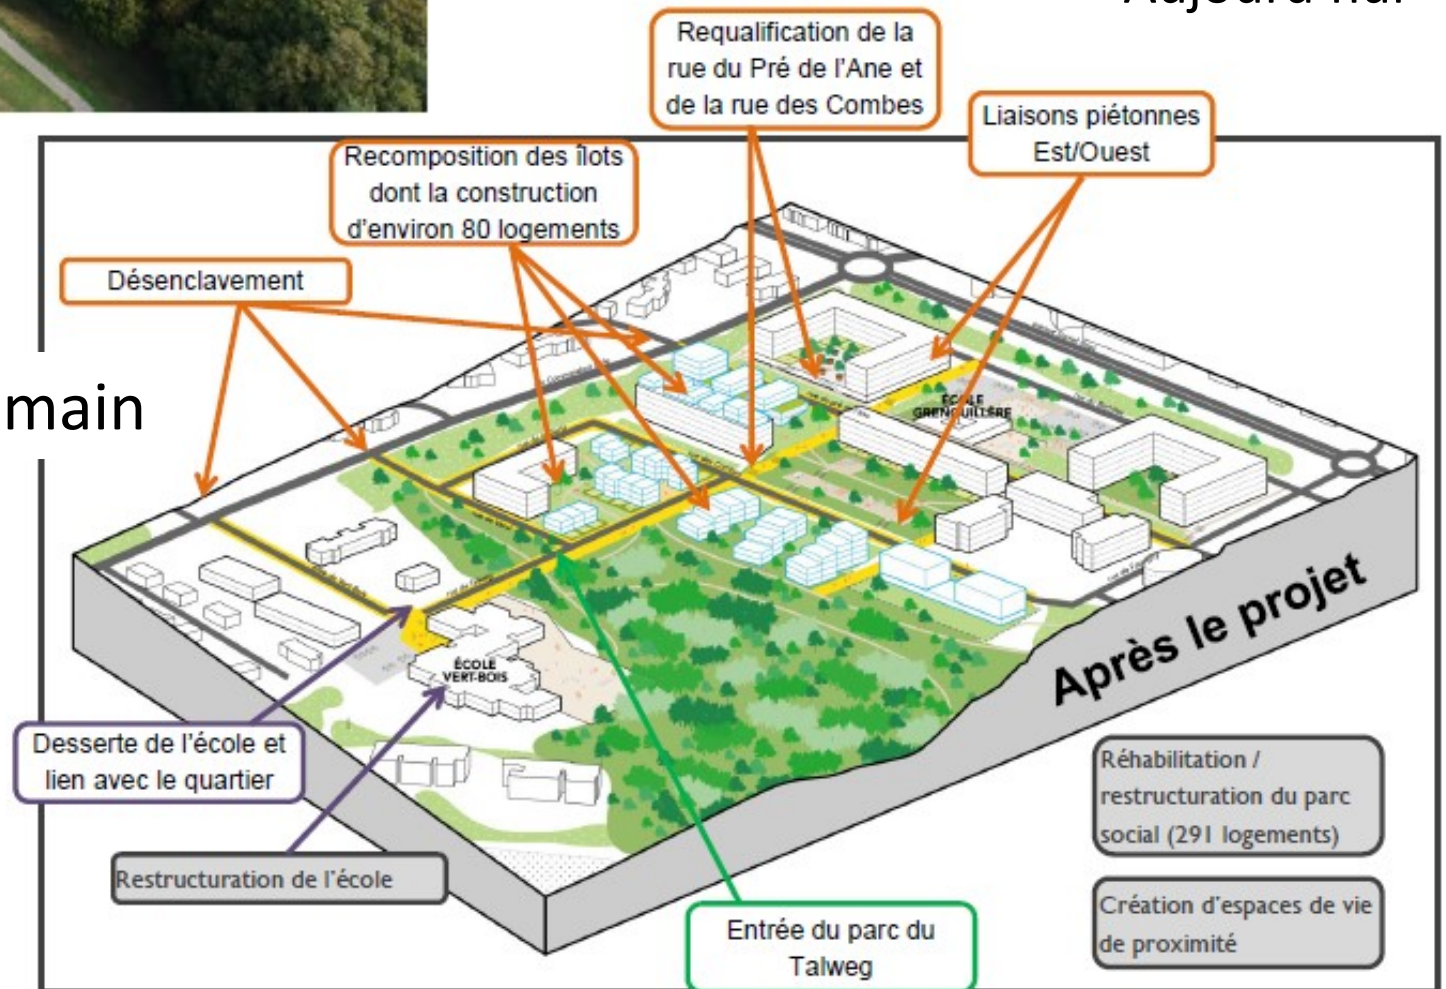 Aujourd'hui
Requalification de la
rue du Pré de l'Ane et
de la rue des Combes
Liaisons piétonnes
Est/Ouest
Recomposition des îlots
dont la construction
d'environ 80 logements
Désenclavement
main
ÉCOLE
GRENOUILLÈRE
ÉCOLE
VERT-BOIS
Après le projet
Desserte de l'école et
lien avec le quartier
Restructuration de l'école
Entrée du parc du
Talweg
Réhabilitation /
restructuration du parc
social (291 logements)
Création d'espaces de vie
de proximité